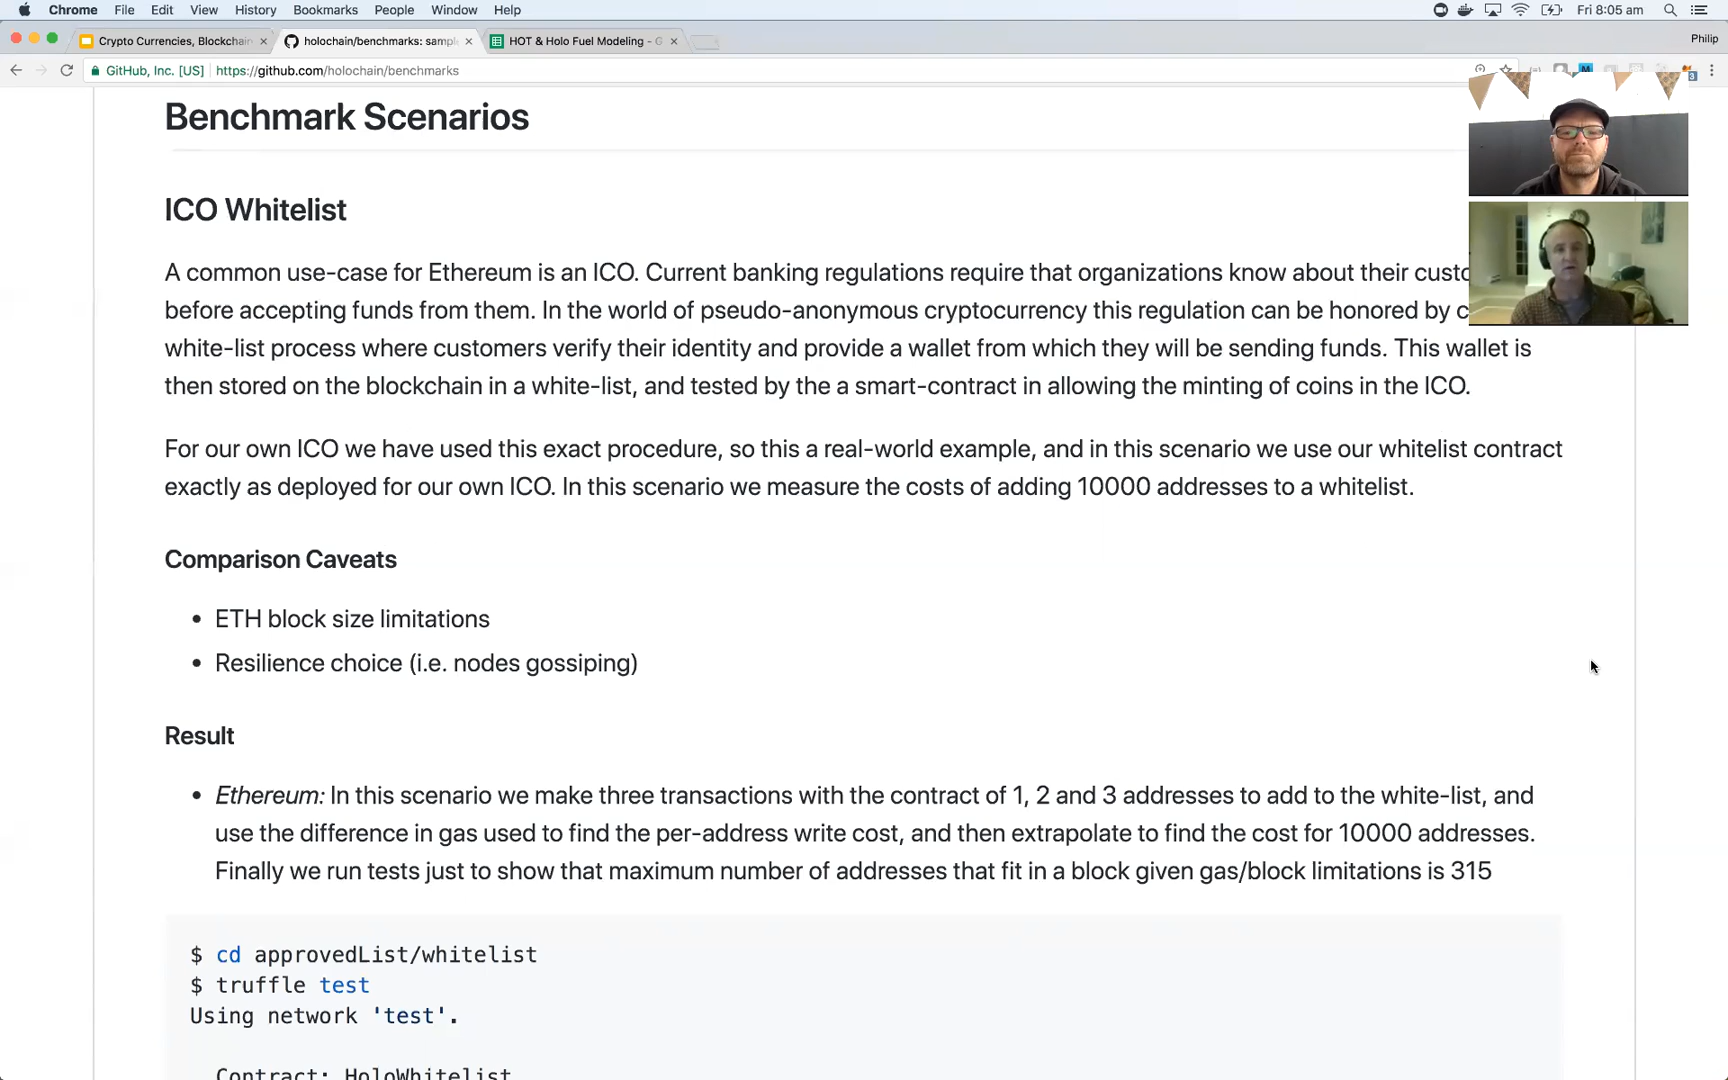 Chrome File Edit View History Bookmarks People Window Help Fri 8:05 am
Crypto Currencies, Blockchain holochain/benchmarks: sampl HOT & Holo Fuel Modeling - G Philip
GitHub, Inc. [US] https://github.com/holochain/benchmarks
Benchmark Scenarios
ICO Whitelist
A common use-case for Ethereum is an ICO. Current banking regulations require that organizations know about their custo
before accepting funds from them. In the world of pseudo-anonymous cryptocurrency this regulation can be honored by c
white-list process where customers verify their identity and provide a wallet from which they will be sending funds. This wallet is
then stored on the blockchain in a white-list, and tested by the a smart-contract in allowing the minting of coins in the ICO.
For our own ICO we have used this exact procedure, so this a real-world example, and in this scenario we use our whitelist contract
exactly as deployed for our own ICO. In this scenario we measure the costs of adding 10000 addresses to a whitelist.
Comparison Caveats
• ETH block size limitations
• Resilience choice (i.e. nodes gossiping)
Result
• Ethereum: In this scenario we make three transactions with the contract of 1, 2 and 3 addresses to add to the white-list, and
use the difference in gas used to find the per-address write cost, and then extrapolate to find the cost for 10000 addresses.
Finally we run tests just to show that maximum number of addresses that fit in a block given gas/block limitations is 315
$ cd approvedList/whitelist
$ truffle test
Using network 'test'.
Contract: HoloWhitelist